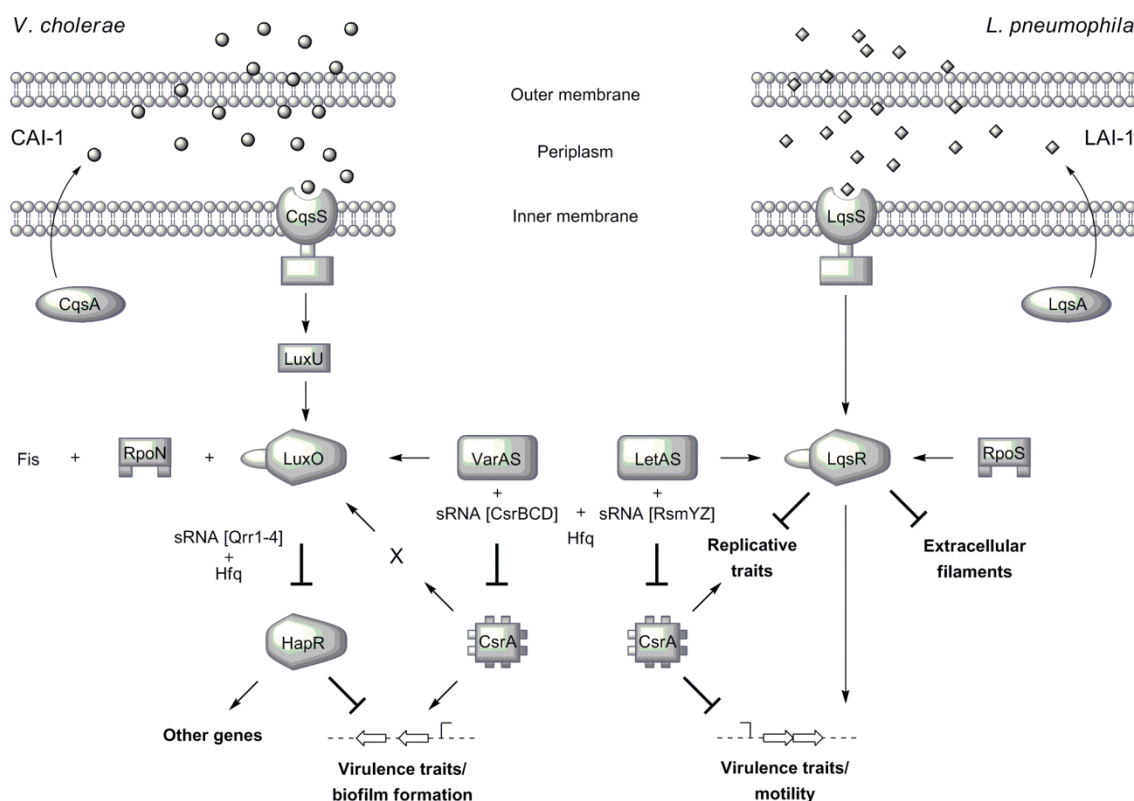 V. cholerae
L. pneumophila
Outer membrane
CAI-1
Periplasm
LAI-1
Inner membrane
CqsS
LqsS
CqsA
LqsA
LuxU
Fis + RpoN + LuxO VarAS LetAS LqsR RpoS
+ +
sRNA [CsrBCD] + sRNA [RsmYZ]
Hfq
sRNA [Qrr1-4]
+
Hfq
X
Replicative
traits
Extracellular
filaments
HapR
CsrA
CsrA
Other genes
Virulence traits/
biofilm formation
Virulence traits/
motility